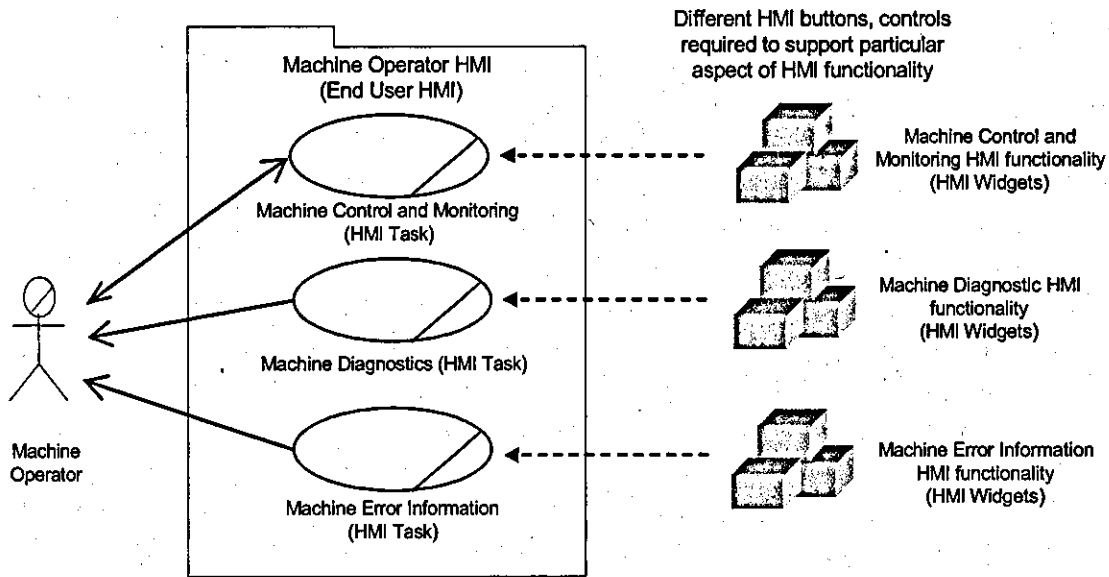 Different HMI buttons, controls
required to support particular
aspect of HMI functionality
Machine Operator HMI
(End User HMI)
Machine Control and Monitoring
(HMI Task)
Machine Control and
Monitoring HMI functionality
(HMI Widgets)
Machine Diagnostics (HMI Task)
Machine Diagnostic HMI
functionality
(HMI Widgets)
Machine
Operator
Machine Error Information
(HMI Task)
Machine Error Information
HMI functionality
(HMI Widgets)